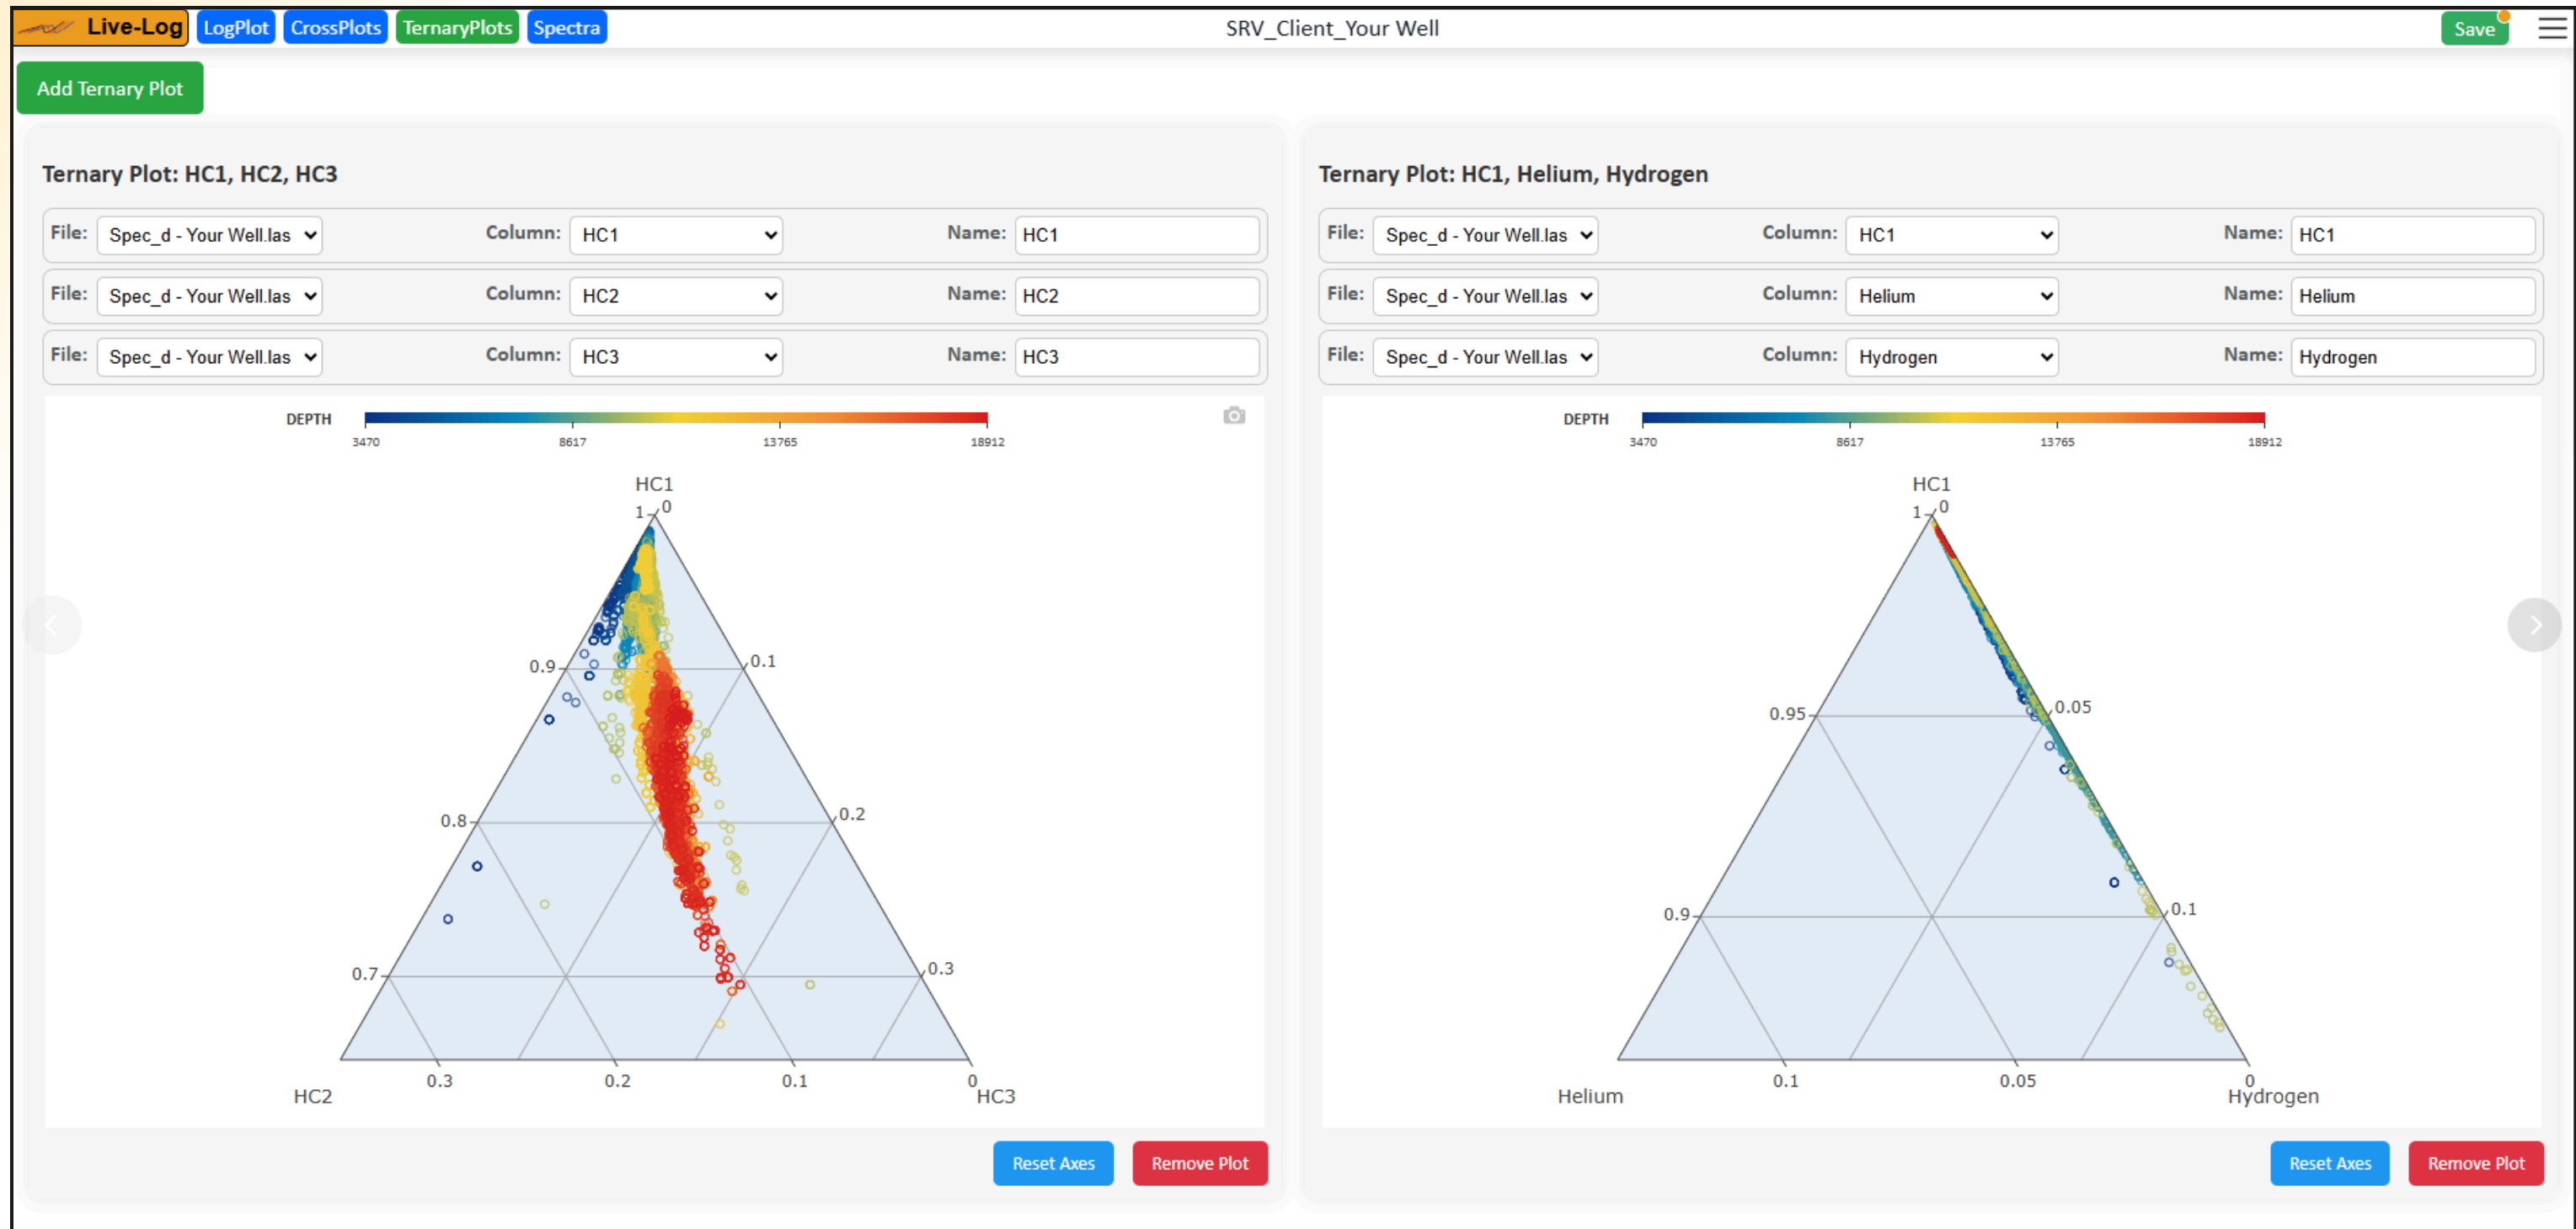 Live-Log LogPlot CrossPlots TernaryPlots Spectra SRV_Client_Your Well Save
Add Ternary Plot
Ternary Plot: HC1, HC2, HC3
File: Spec_d - Your Well.las Column: HC1 Name: HC1
File: Spec_d - Your Well.las Column: HC2 Name: HC2
File: Spec_d - Your Well.las Column: HC3 Name: HC3
DEPTH
3470 8617 13765 18912
HC1
1 0
0.9 0.1
0.8 0.2
0.7 0.3
0.3 0.2 0.1 0
HC2 HC3
Reset Axes Remove Plot
Ternary Plot: HC1, Helium, Hydrogen
File: Spec_d - Your Well.las Column: HC1 Name: HC1
File: Spec_d - Your Well.las Column: Helium Name: Helium
File: Spec_d - Your Well.las Column: Hydrogen Name: Hydrogen
DEPTH
3470 8617 13765 18912
HC1
1 0
0.95 0.05
0.9 0.1
0.1 0.05 0
Helium Hydrogen
Reset Axes Remove Plot